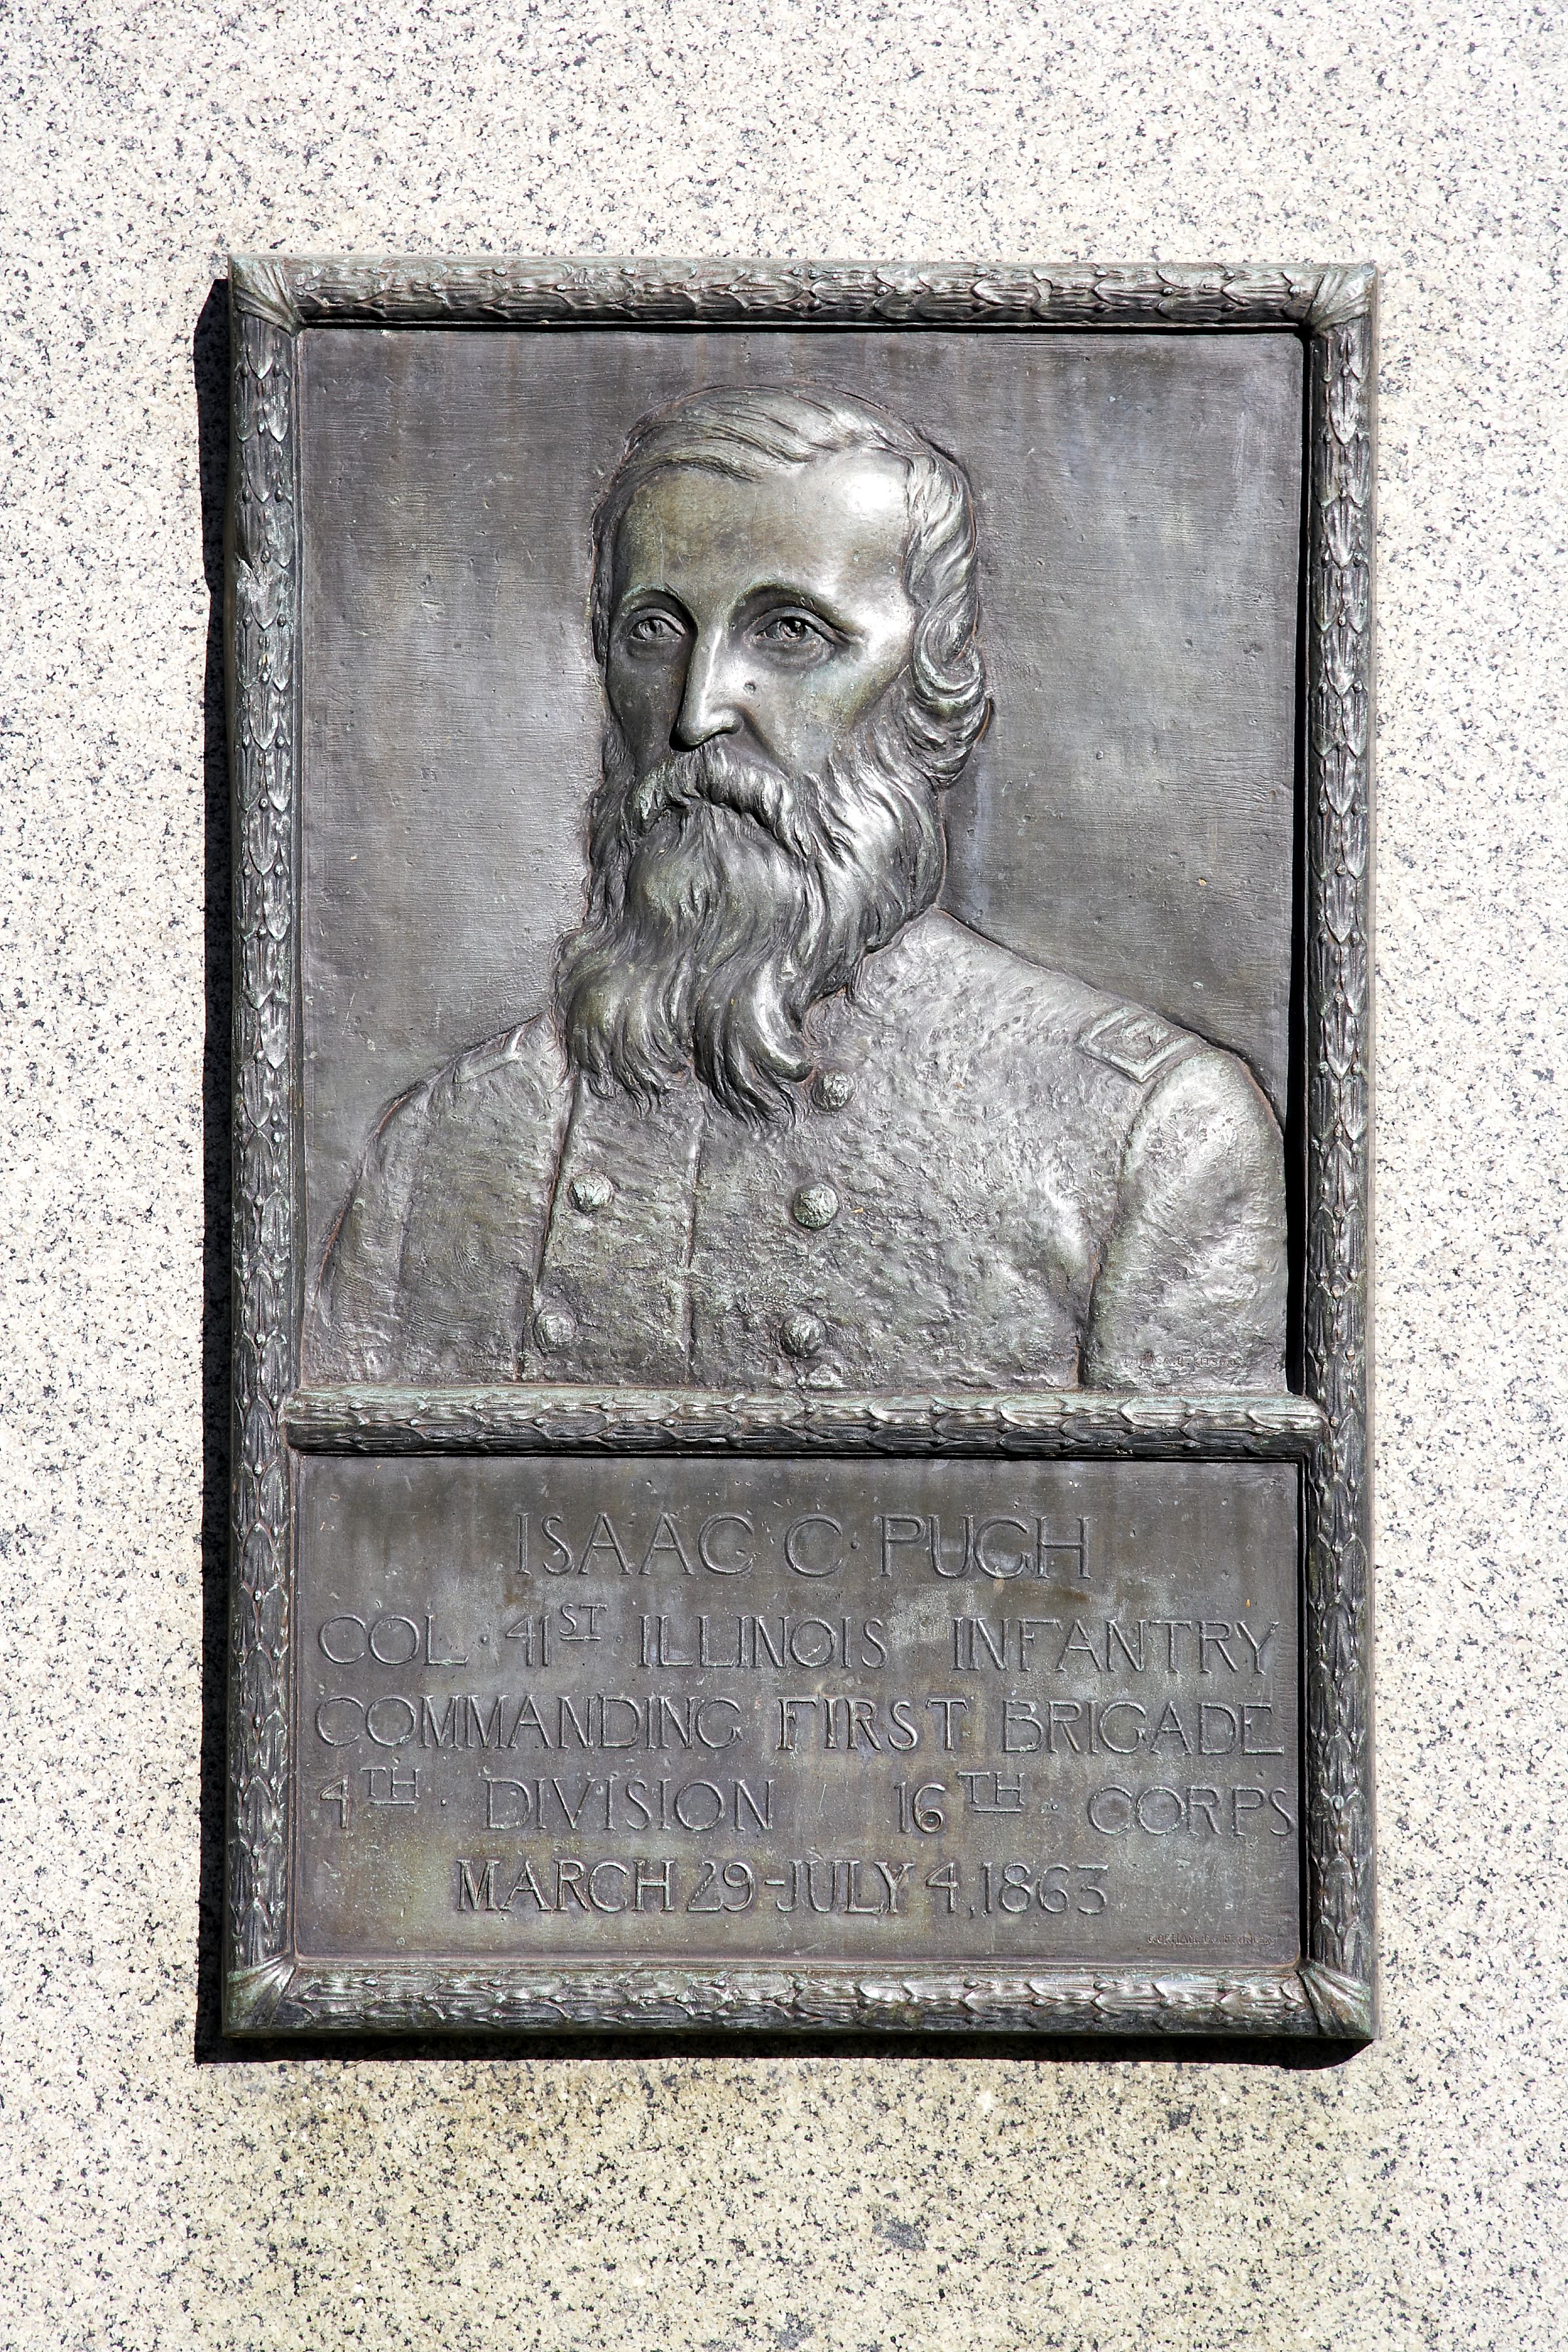 ISAAC C. PUGH
COL. 41ST. ILLINOIS INFANTRY
COMMANDING FIRST BRIGADE
4TH. DIVISION 16TH. CORPS
MARCH 29-JULY 4, 1863